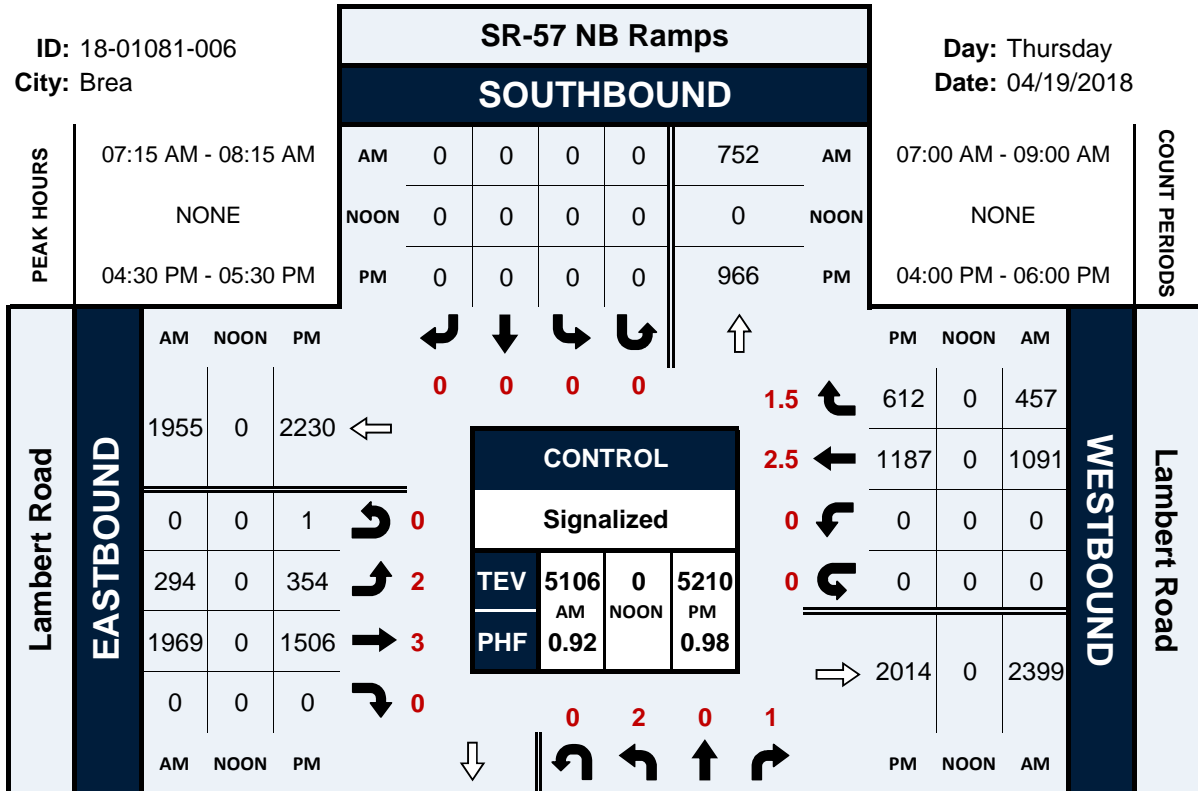 SR-57 NB Ramps
ID: 18-01081-006
Day: Thursday
City: Brea
Date: 04/19/2018
SOUTHBOUND
PEAK HOURS
07:15 AM - 08:15 AM
NONE
04:30 PM - 05:30 PM
AM 0 0 0 0 752 AM
NOON 0 0 0 0 0 NOON
PM 0 0 0 0 966 PM
07:00 AM - 09:00 AM
NONE
04:00 PM - 06:00 PM
COUNT PERIODS
0 0 0 0
Lambert Road
EASTBOUND
AM NOON PM
1955 0 2230
0 0 1 0
294 0 354 2
1969 0 1506 3
0 0 0 0
AM NOON PM
CONTROL
Signalized
TEV 5106 0 5210
AM NOON PM
PHF 0.92 0.98
PM NOON AM
1.5 612 0 457
2.5 1187 0 1091
0 0 0 0
0 0 0 0
2014 0 2399
PM NOON AM
WESTBOUND
Lambert Road
0 2 0 1